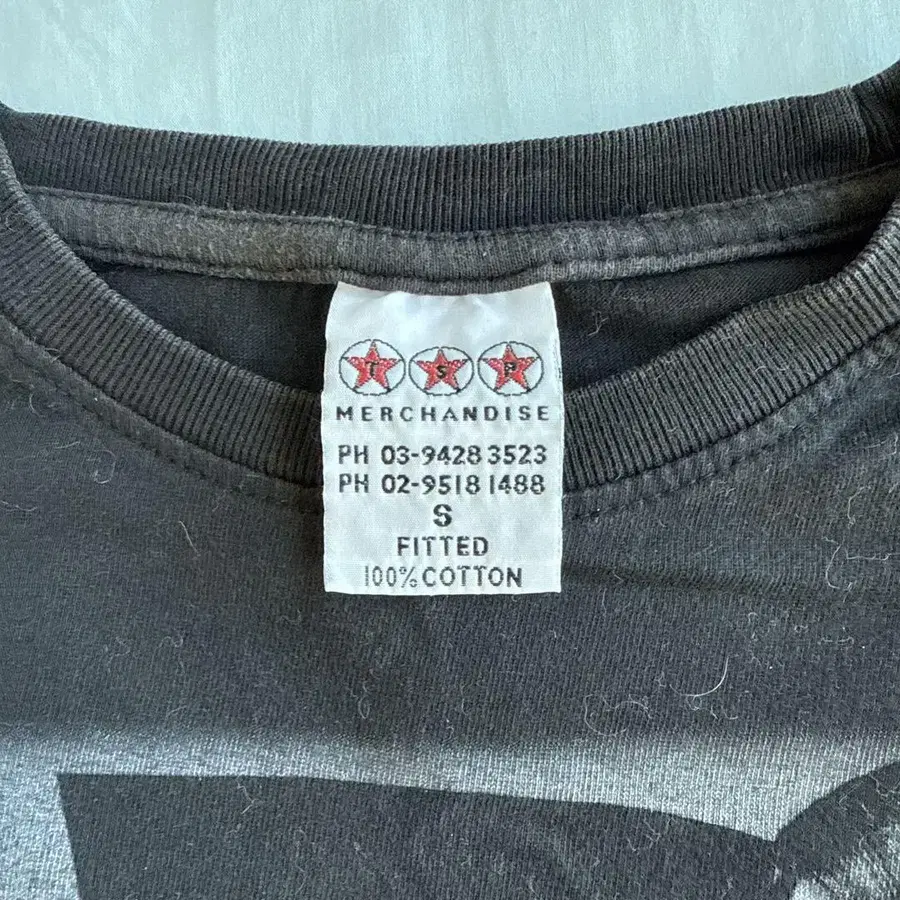 T S P
MERCHANDISE
PH 03-9428 3523
PH 02-9518 1488
S
FITTED
100% COTTON